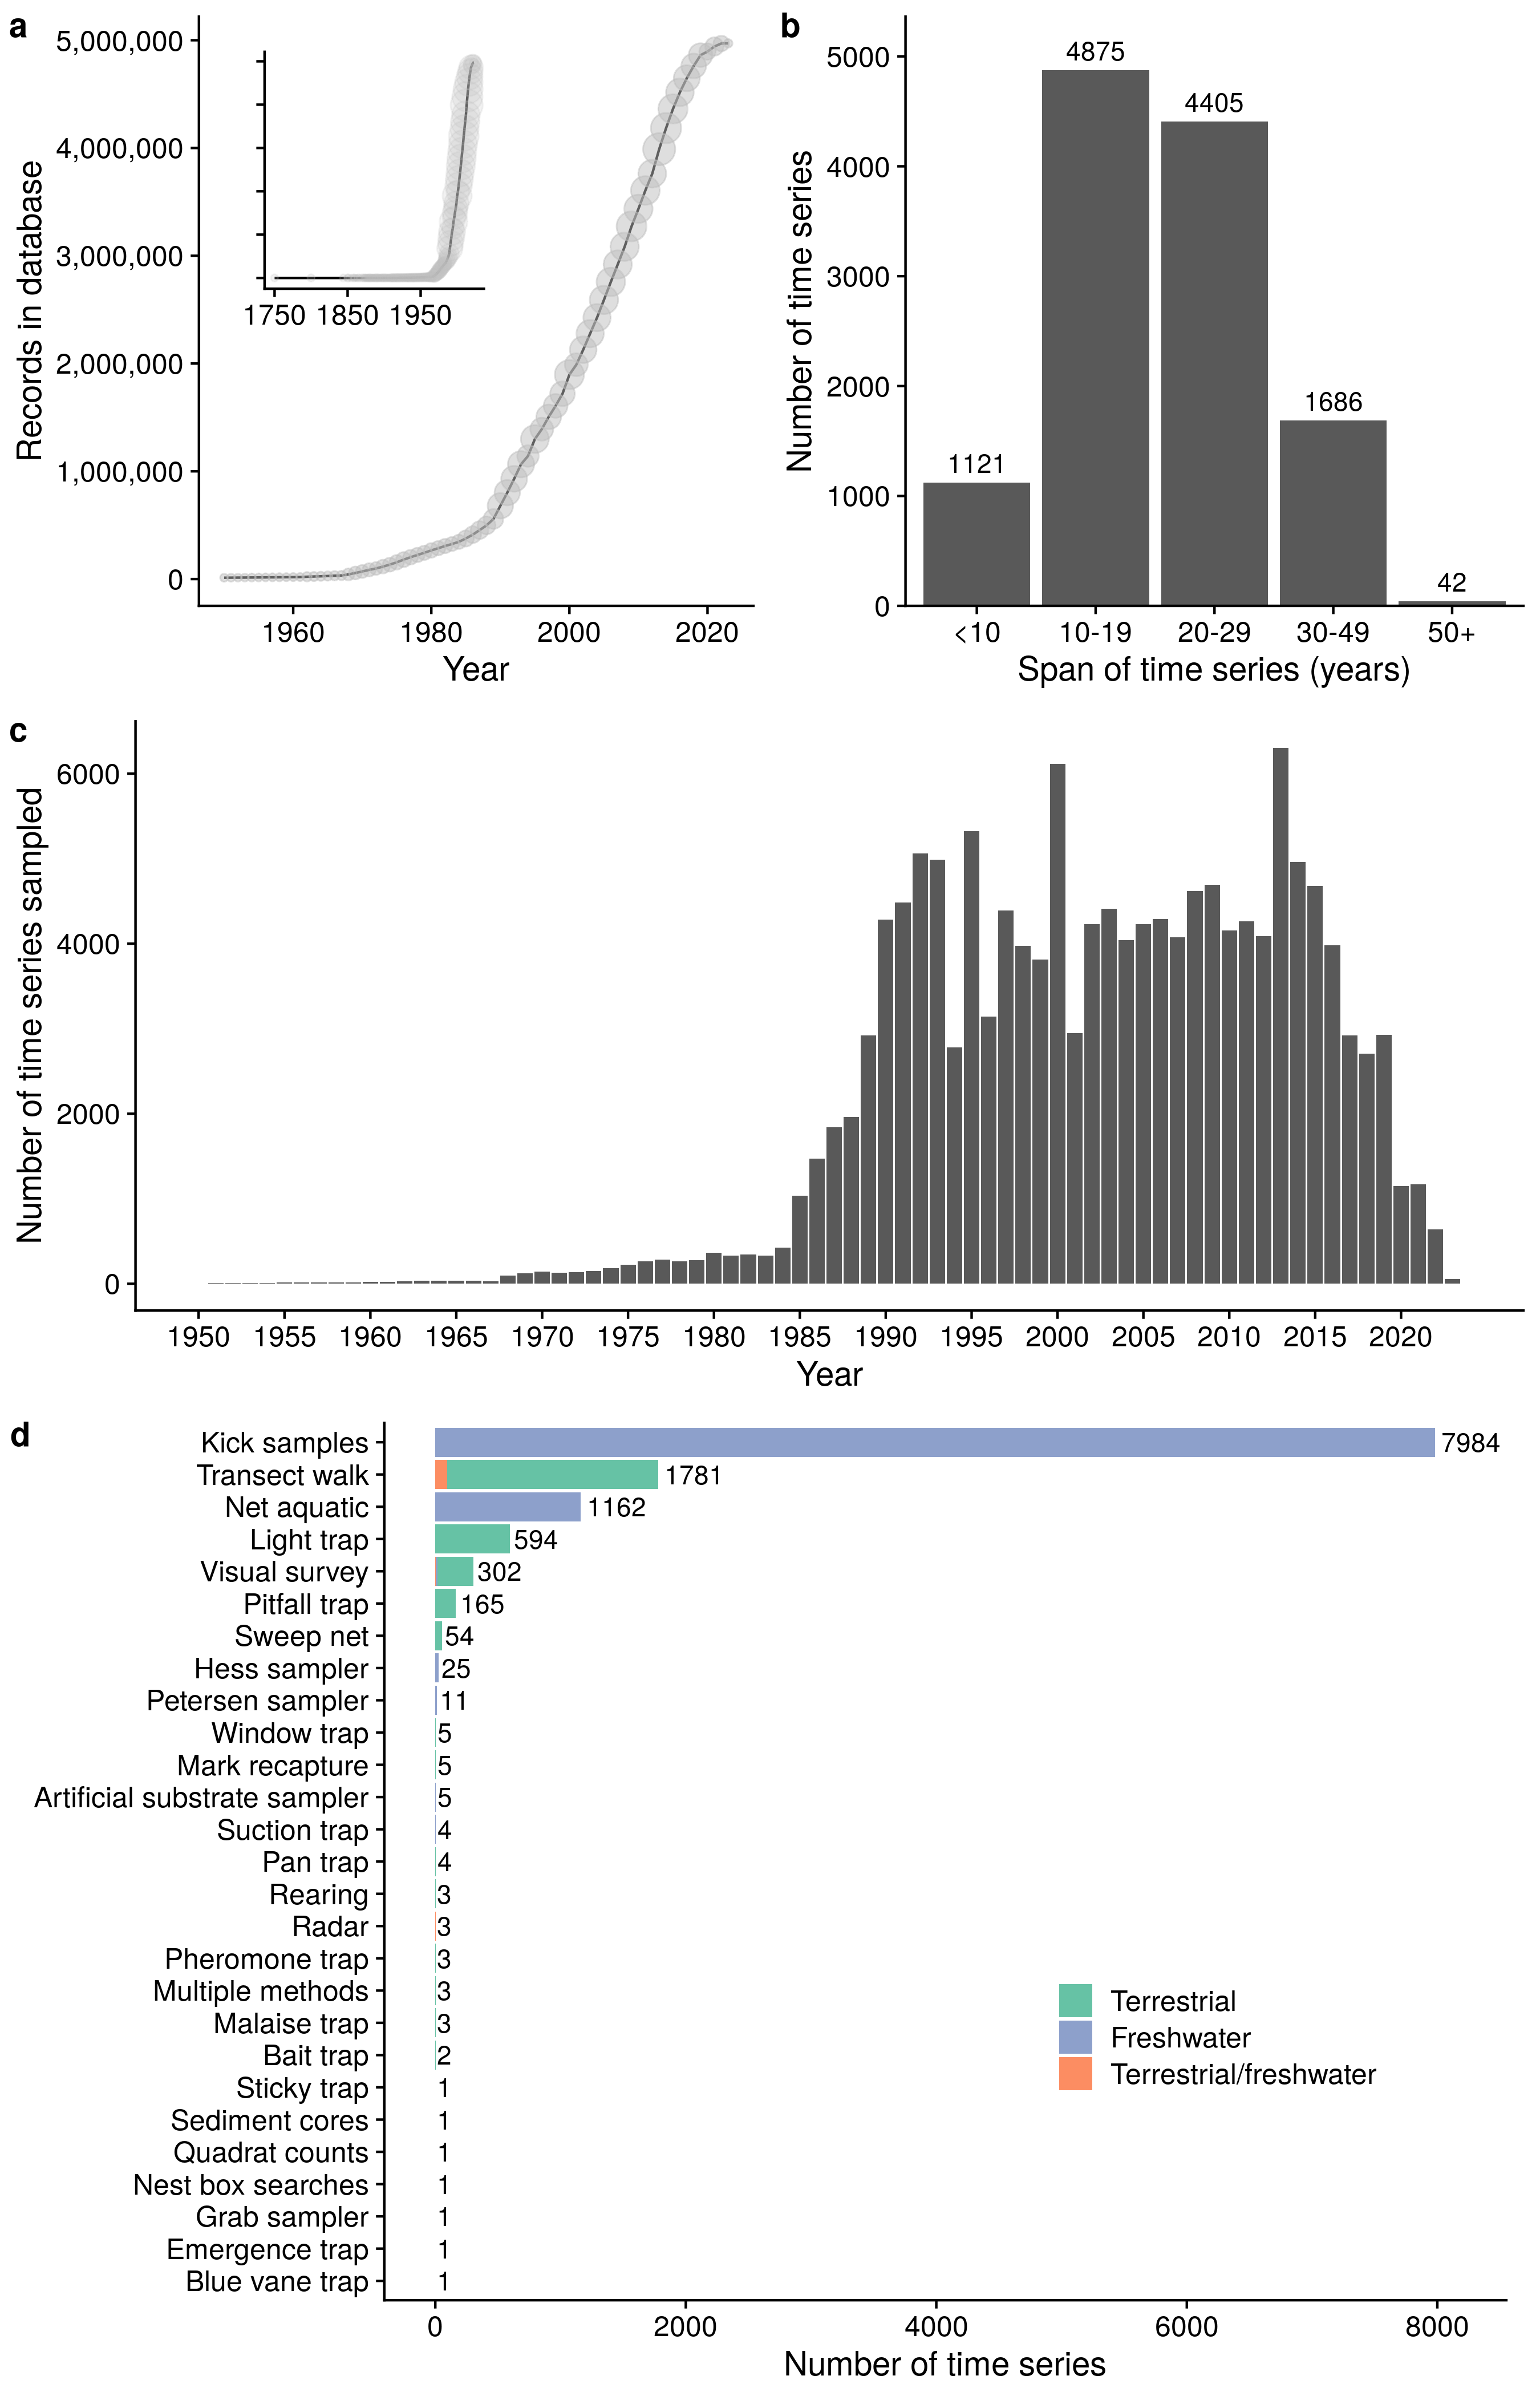 a
Records in database
5,000,000
4,000,000
3,000,000
2,000,000
1,000,000
0
1750 1850 1950
1960 1980 2000 2020
Year
b
Number of time series
5000
4000
3000
2000
1000
0
4875
4405
1686
1121
42
<10 10-19 20-29 30-49 50+
Span of time series (years)
c
Number of time series sampled
6000
4000
2000
0
1950 1955 1960 1965 1970 1975 1980 1985 1990 1995 2000 2005 2010 2015 2020
Year
d
Kick samples 7984
Transect walk 1781
Net aquatic 1162
Light trap 594
Visual survey 302
Pitfall trap 165
Sweep net 54
Hess sampler 25
Petersen sampler 11
Window trap 5
Mark recapture 5
Artificial substrate sampler 5
Suction trap 4
Pan trap 4
Rearing 3
Radar 3
Pheromone trap 3
Multiple methods 3
Malaise trap 3
Bait trap 2
Sticky trap 1
Sediment cores 1
Quadrat counts 1
Nest box searches 1
Grab sampler 1
Emergence trap 1
Blue vane trap 1
Terrestrial
Freshwater
Terrestrial/freshwater
0 2000 4000 6000 8000
Number of time series